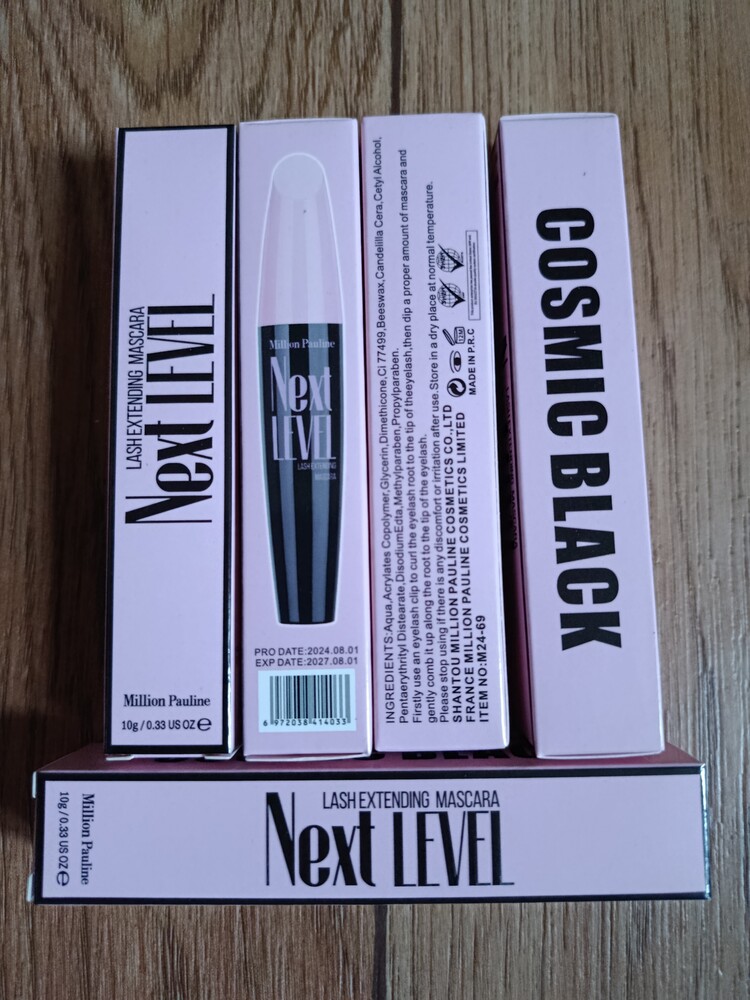 LASH EXTENDING MASCARA
Next LEVEL
Million Pauline
10g / 0.33 US OZ ℮
Million Pauline
Next
LEVEL
LASH EXTENDING
MASCARA
PRO DATE:2024.08.01
EXP DATE:2027.08.01
6 972038 414033
INGREDIENTS:Aqua,Acrylates Copolymer,Glycerin,Dimethicone,Ci 77499,Beeswax,Candelilla Cera,Cetyl Alcohol,
Pentaerythrityl Distearate,DisodiumEdta,Methylparaben,Propylparaben.
Firstly use an eyelash clip to curl the eyelash root to the tip of theeyelash,then dip a proper amount of mascara and
gently comb it up along the root to the tip of the eyelash.
Please stop using if there is any discomfort or irritation after use.Store in a dry place at normal temperature.
SHANTOU MILLION PAULINE COSMETICS CO.,LTD
FRANCE MILLION PAULINE COSMETICS LIMITED
ITEM NO:M24-69
MADE IN P.R.C
COSMIC BLACK
LASH EXTENDING MASCARA
Next LEVEL
Million Pauline
10g / 0.33 US OZ ℮